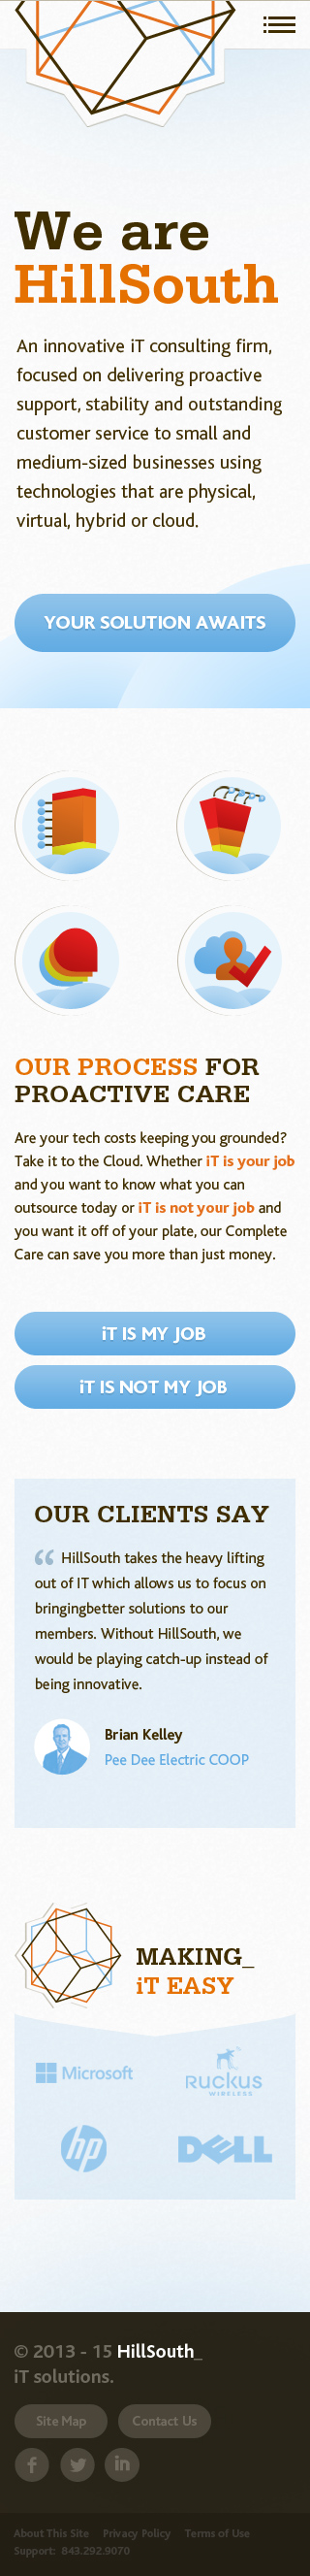 We are
HillSouth
An innovative iT consulting firm,
focused on delivering proactive
support, stability and outstanding
customer service to small and
medium-sized businesses using
technologies that are physical,
virtual, hybrid or cloud.
YOUR SOLUTION AWAITS
OUR PROCESS FOR
PROACTIVE CARE
Are your tech costs keeping you grounded?
Take it to the Cloud. Whether iT is your job
and you want to know what you can
outsource today or iT is not your job and
you want it off of your plate, our Complete
Care can save you more than just money.
iT IS MY JOB
iT IS NOT MY JOB
OUR CLIENTS SAY
“ HillSouth takes the heavy lifting
out of IT which allows us to focus on
bringingbetter solutions to our
members. Without HillSouth, we
would be playing catch-up instead of
being innovative.
Brian Kelley
Pee Dee Electric COOP
MAKING_
iT EASY
Microsoft
RUCKUS
WIRELESS
hp
DELL
© 2013 - 15 HillSouth_
iT solutions.
Site Map Contact Us
f in
About This Site Privacy Policy Terms of Use
Support: 843.292.9070